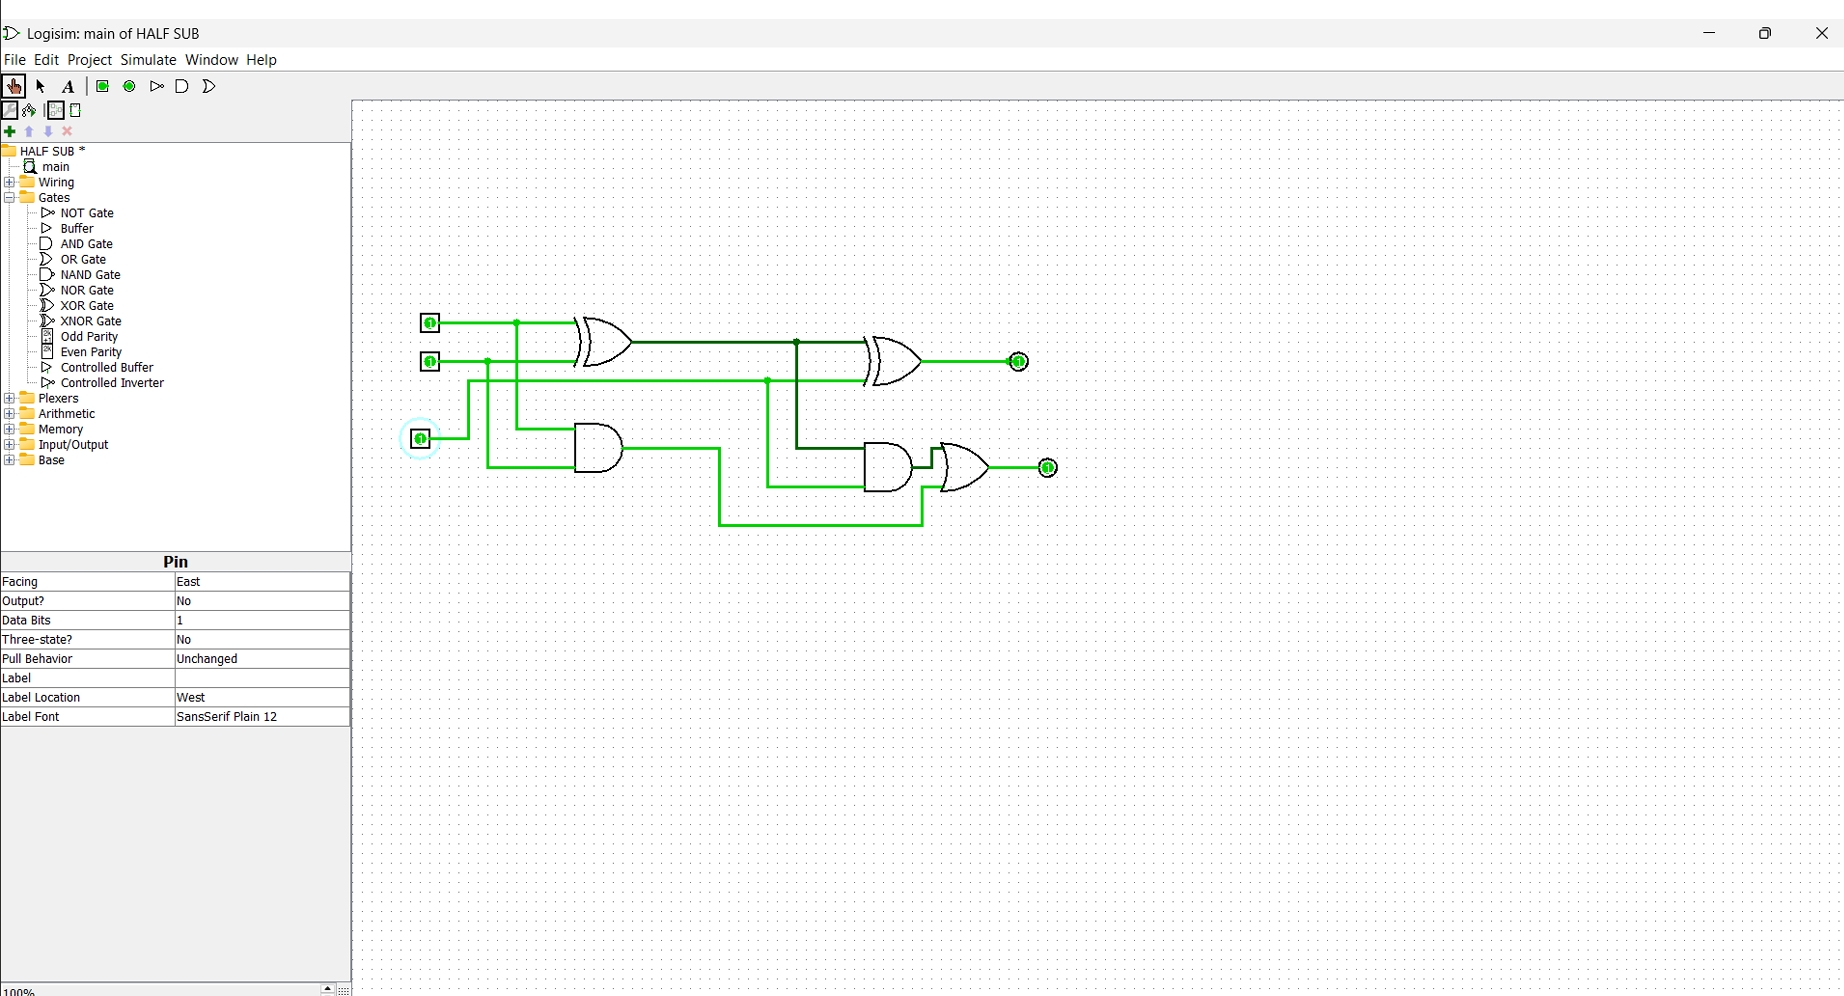 Logisim: main of HALF SUB
File Edit Project Simulate Window Help
A
HALF SUB *
main
Wiring
Gates
NOT Gate
Buffer
AND Gate
OR Gate
NAND Gate
NOR Gate
XOR Gate
XNOR Gate
Odd Parity
Even Parity
Controlled Buffer
Controlled Inverter
Plexers
Arithmetic
Memory
Input/Output
Base
1
1
1
1
1
Pin
Facing East
Output? No
Data Bits 1
Three-state? No
Pull Behavior Unchanged
Label
Label Location West
Label Font SansSerif Plain 12
100%